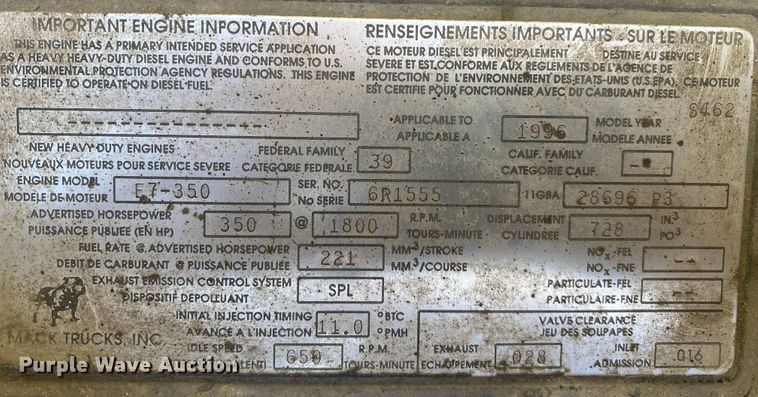 IMPORTANT ENGINE INFORMATION
THIS ENGINE HAS A PRIMARY INTENDED SERVICE APPLICATION
AS A HEAVY HEAVY-DUTY DIESEL ENGINE AND CONFORMS TO U.S.
ENVIRONMENTAL PROTECTION AGENCY REGULATIONS. THIS ENGINE
IS CERTIFIED TO OPERATE ON DIESEL FUEL.
RENSEIGNEMENTS IMPORTANTS - SUR LE MOTEUR
CE MOTEUR DIESEL EST PRINCIPALEMENT DESTINE AU SERVICE
SEVERE ET EST CONFORME AUX REGLEMENTS DE L'AGENCE DE
PROTECTION DE L'ENVIRONNEMENT DES ETATS-UNIS (U.S. EPA). CE MOTEUR
EST CERTIFIE POUR FONCTIONNER AVEC DU CARBURANT DIESEL.
8462
APPLICABLE TO 1996 MODEL YEAR
APPLICABLE A MODELE ANNEE
NEW HEAVY DUTY ENGINES FEDERAL FAMILY 39 CALIF. FAMILY --
NOUVEAUX MOTEURS POUR SERVICE SEVERE CATEGORIE FEDERALE CATEGORIE CALIF.
ENGINE MODEL E7-350 SER. NO. 6R1555 11GBA 28696 P3
MODELE DE MOTEUR No SERIE
ADVERTISED HORSEPOWER 350 @ 1800 R.P.M. DISPLACEMENT 728 IN³
PUISSANCE PUBLIÉE (EN HP) TOURS-MINUTE CYLINDREE PO³
FUEL RATE @ ADVERTISED HORSEPOWER 221 MM³/STROKE NOx-FEL --
DEBIT DE CARBURANT @ PUISSANCE PUBLIÉE MM³/COURSE NOx-FNE
EXHAUST EMISSION CONTROL SYSTEM SPL PARTICULATE-FEL --
DISPOSITIF DEPOLLUANT PARTICULAIRE-FNE
INITIAL INJECTION TIMING 11.0 °BTC VALVE CLEARANCE
AVANCE A L'INJECTION °PMH JEU DES SOUPAPES
MACK TRUCKS, INC.
IDLE SPEED 650 R.P.M. EXHAUST .028 INLET .016
TOURS-MINUTE ECHAPPEMENT ADMISSION
Purple Wave Auction